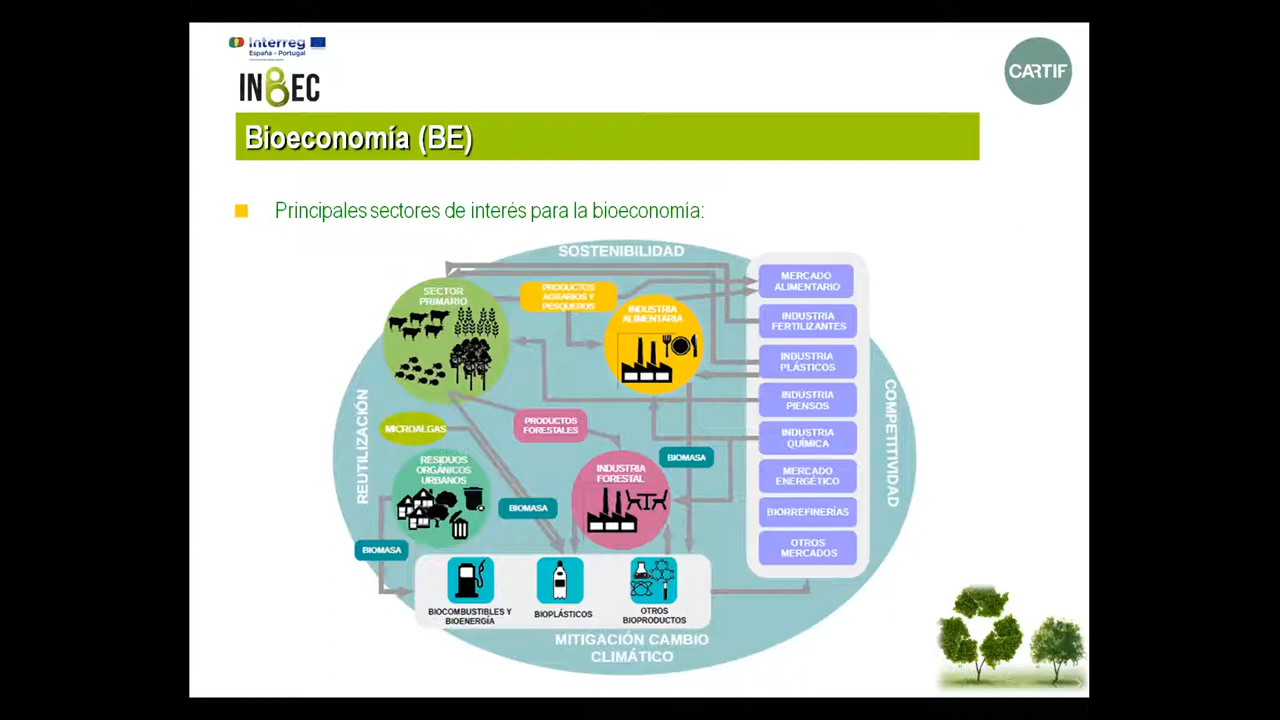 Interreg
España - Portugal
INBEC
CARTIF
Bioeconomía (BE)
Principales sectores de interés para la bioeconomía:
SOSTENIBILIDAD
SECTOR
PRIMARIO
PRODUCTOS
AGRARIOS Y
PESQUEROS
INDUSTRIA
ALIMENTARIA
MERCADO
ALIMENTARIO
INDUSTRIA
FERTILIZANTES
INDUSTRIA
PLÁSTICOS
INDUSTRIA
PIENSOS
INDUSTRIA
QUÍMICA
MERCADO
ENERGÉTICO
BIORREFINERÍAS
OTROS
MERCADOS
REUTILIZACIÓN
COMPETITIVIDAD
MICROALGAS
PRODUCTOS
FORESTALES
RESIDUOS
ORGÁNICOS
URBANOS
INDUSTRIA
FORESTAL
BIOMASA
BIOMASA
BIOMASA
BIOCOMBUSTIBLES Y
BIOENERGÍA
BIOPLÁSTICOS
OTROS
BIOPRODUCTOS
MITIGACIÓN CAMBIO
CLIMÁTICO